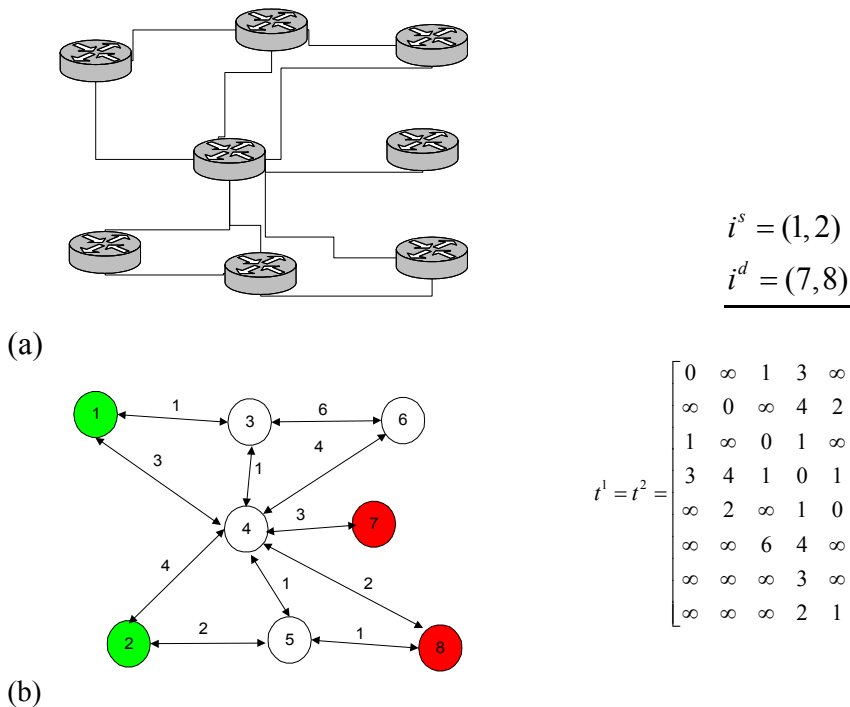 i^s = (1,2)
i^d = (7,8)
(a)
1
1
3
6
6
3
1
4
4
3
7
4
1
2
2
2
5
1
8
t^1 = t^2 =
0 ∞ 1 3 ∞
∞ 0 ∞ 4 2
1 ∞ 0 1 ∞
3 4 1 0 1
∞ 2 ∞ 1 0
∞ ∞ 6 4 ∞
∞ ∞ ∞ 3 ∞
∞ ∞ ∞ 2 1
(b)